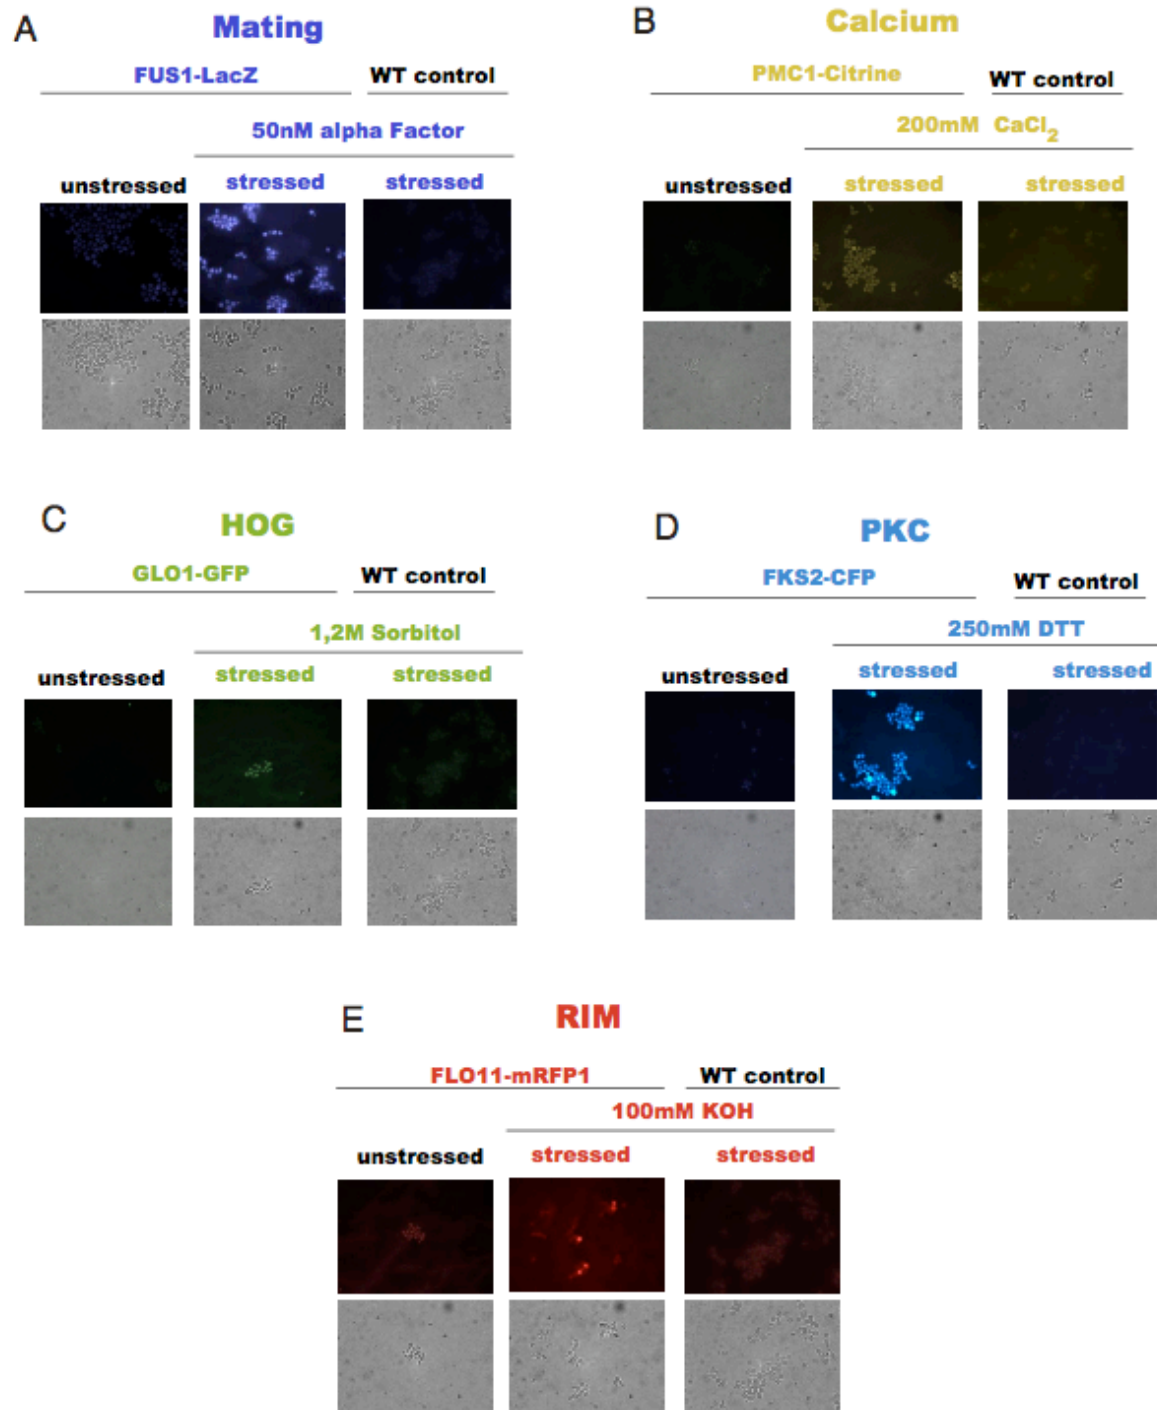 A
Mating
FUS1-LacZ
WT control
50nM alpha Factor
unstressed
stressed
stressed
B
Calcium
PMC1-Citrine
WT control
200mM CaCl2
unstressed
stressed
stressed
C
HOG
GLO1-GFP
WT control
1,2M Sorbitol
unstressed
stressed
stressed
D
PKC
FKS2-CFP
WT control
250mM DTT
unstressed
stressed
stressed
E
RIM
FLO11-mRFP1
WT control
100mM KOH
unstressed
stressed
stressed